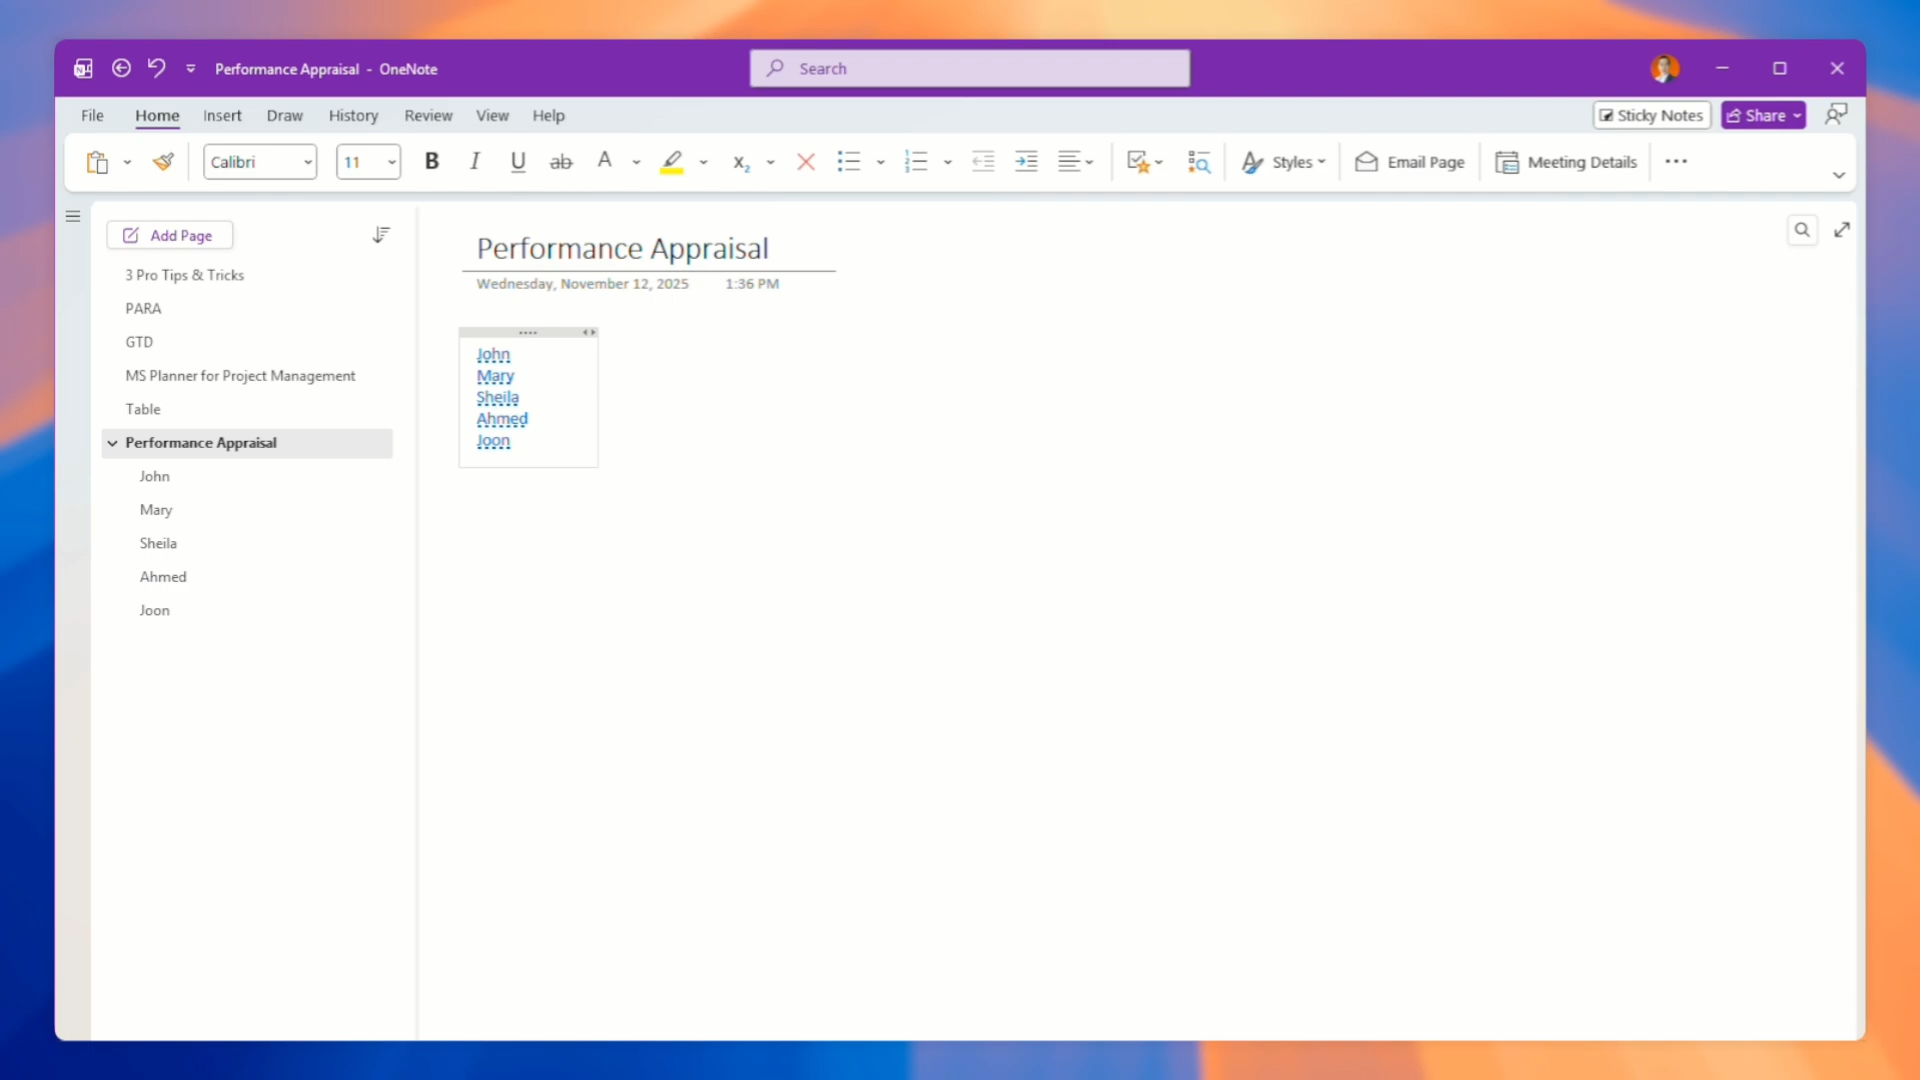 Performance Appraisal - OneNote
Search
File Home Insert Draw History Review View Help
Sticky Notes Share
Calibri 11 B I U ab A X2 Styles Email Page Meeting Details
Add Page
3 Pro Tips & Tricks
PARA
GTD
MS Planner for Project Management
Table
Performance Appraisal
John
Mary
Sheila
Ahmed
Joon
Performance Appraisal
Wednesday, November 12, 2025 1:36 PM
John
Mary
Sheila
Ahmed
Joon